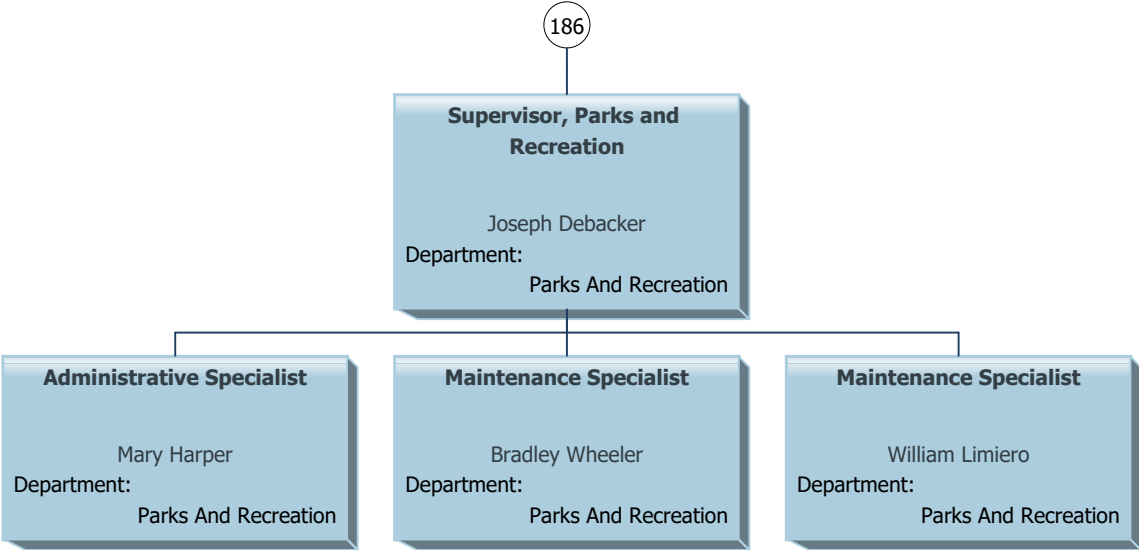 186
Supervisor, Parks and
Recreation
Joseph Debacker
Department:
Parks And Recreation
Administrative Specialist
Mary Harper
Department:
Parks And Recreation
Maintenance Specialist
Bradley Wheeler
Department:
Parks And Recreation
Maintenance Specialist
William Limiero
Department:
Parks And Recreation